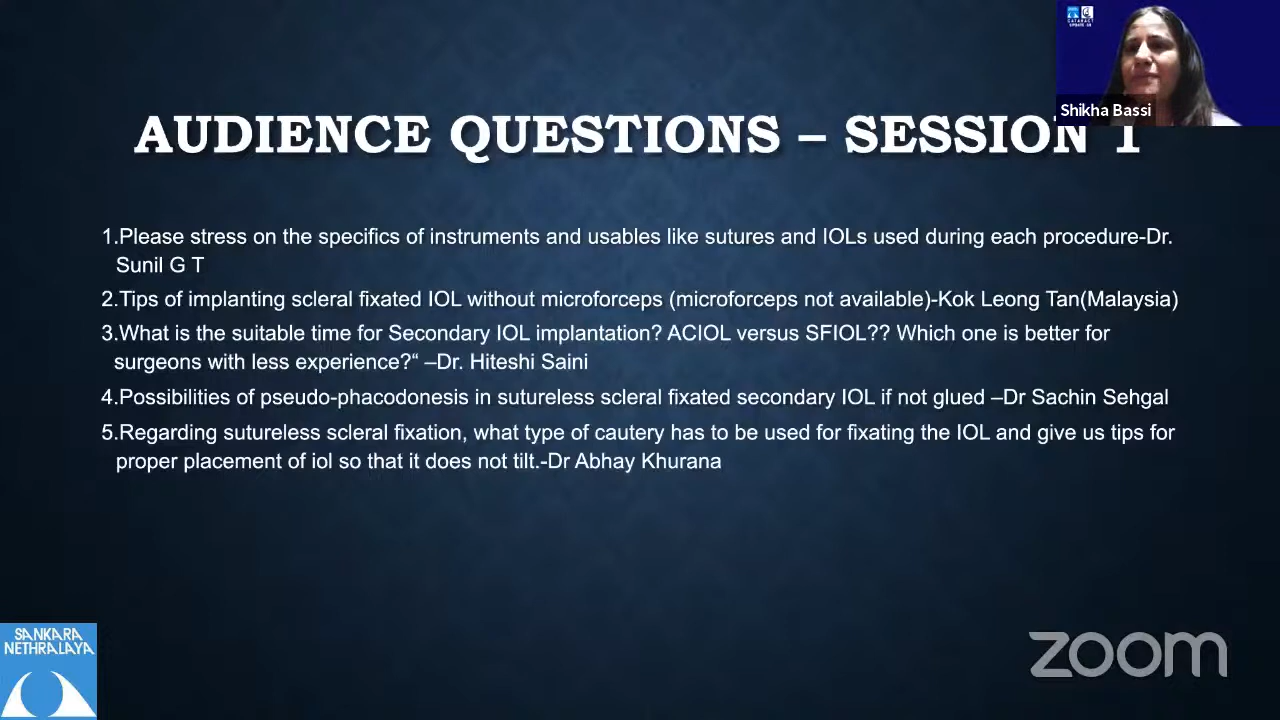 CATARACT
Shikha Bassi
AUDIENCE QUESTIONS – SESSION 1
1.Please stress on the specifics of instruments and usables like sutures and IOLs used during each procedure-Dr.
Sunil G T
2.Tips of implanting scleral fixated IOL without microforceps (microforceps not available)-Kok Leong Tan(Malaysia)
3.What is the suitable time for Secondary IOL implantation? ACIOL versus SFIOL?? Which one is better for
surgeons with less experience?“ –Dr. Hiteshi Saini
4.Possibilities of pseudo-phacodonesis in sutureless scleral fixated secondary IOL if not glued –Dr Sachin Sehgal
5.Regarding sutureless scleral fixation, what type of cautery has to be used for fixating the IOL and give us tips for
proper placement of iol so that it does not tilt.-Dr Abhay Khurana
SANKARA
NETHRALAYA
zoom